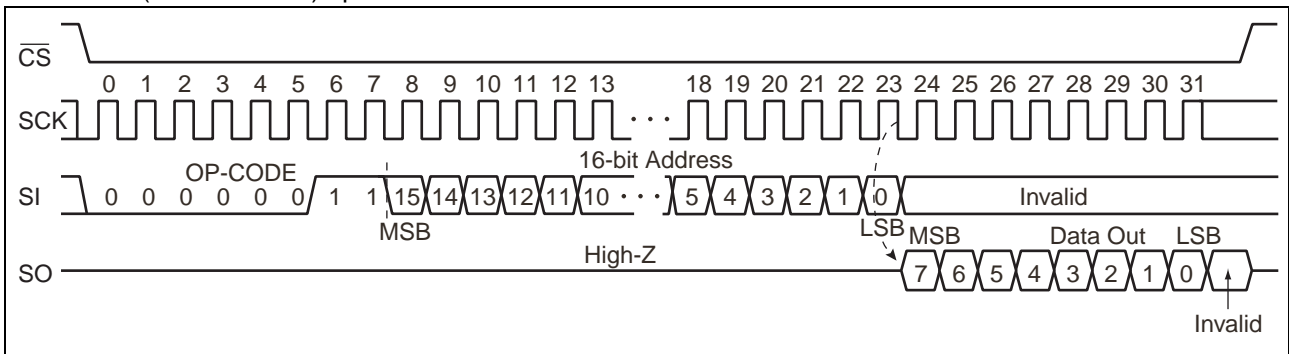 CS
0 1 2 3 4 5 6 7 8 9 10 11 12 13 18 19 20 21 22 23 24 25 26 27 28 29 30 31
SCK
OP-CODE 16-bit Address
SI 0 0 0 0 0 0 1 1 15 14 13 12 11 10 ··· 5 4 3 2 1 0 Invalid
MSB LSB MSB Data Out LSB
High-Z
SO 7 6 5 4 3 2 1 0
Invalid